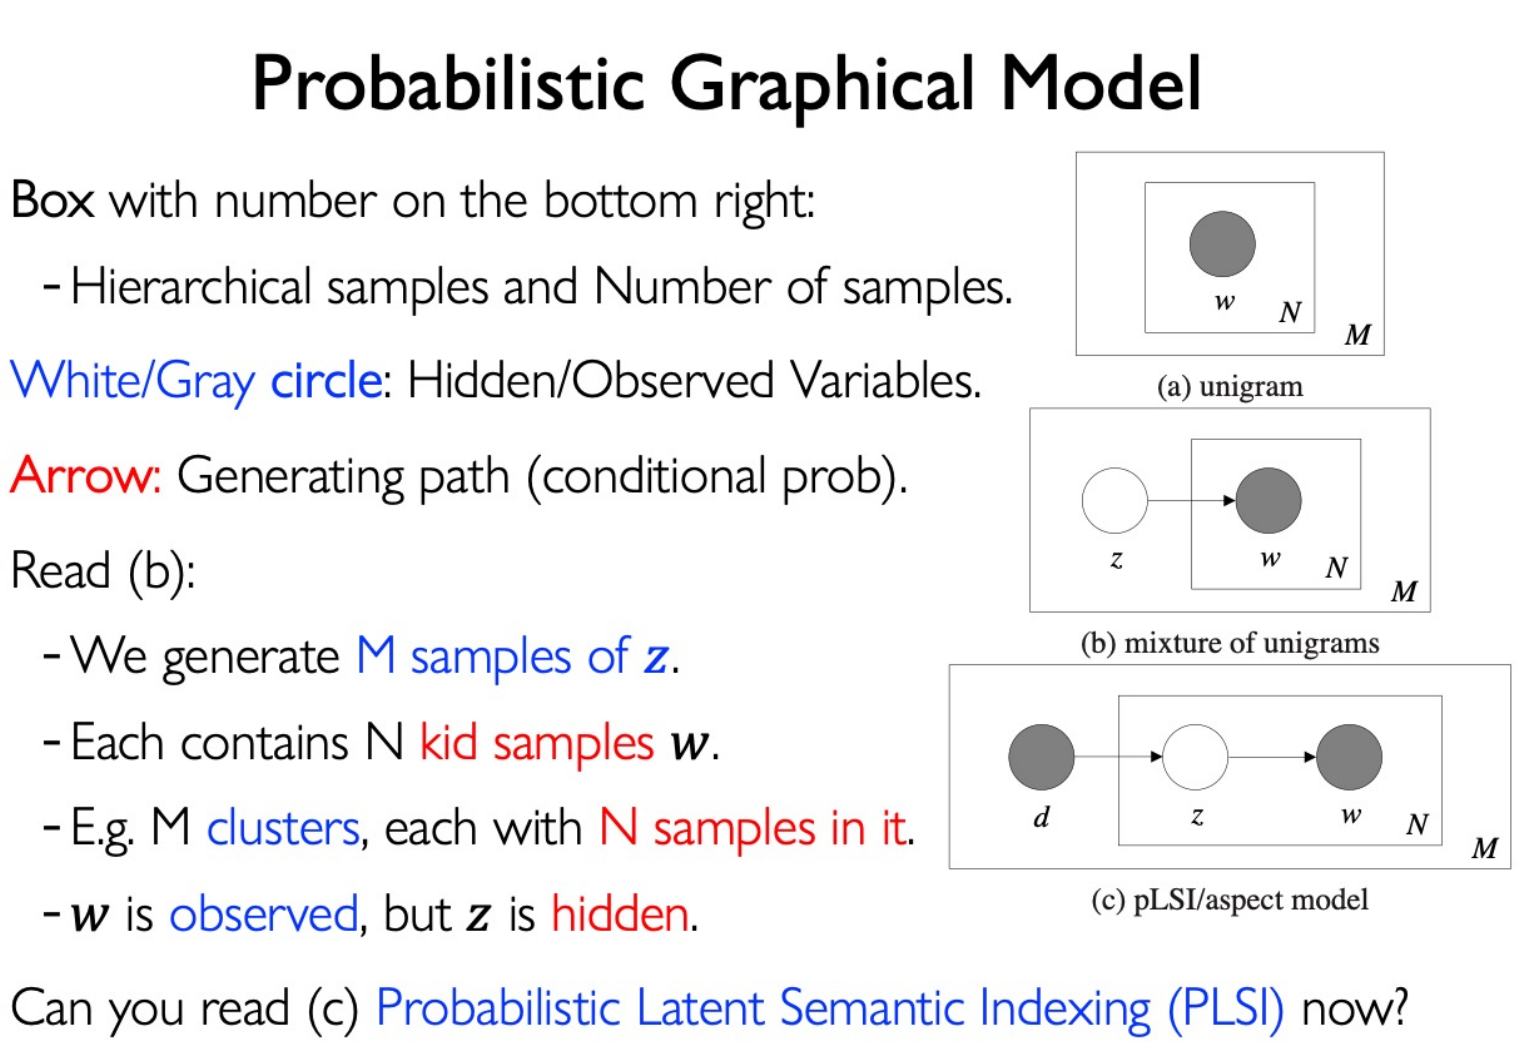 Probabilistic Graphical Model
Box with number on the bottom right:
- Hierarchical samples and Number of samples.
White/Gray circle: Hidden/Observed Variables.
Arrow: Generating path (conditional prob).
Read (b):
- We generate M samples of z.
- Each contains N kid samples w.
- E.g. M clusters, each with N samples in it.
- w is observed, but z is hidden.
Can you read (c) Probabilistic Latent Semantic Indexing (PLSI) now?
w N
M
(a) unigram
z w N
M
(b) mixture of unigrams
d z w N
M
(c) pLSI/aspect model